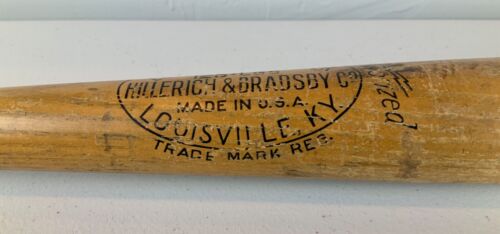 HILLERICH & BRADSBY CO
MADE IN U.S.A.
LOUISVILLE, KY.
TRADE MARK REG.